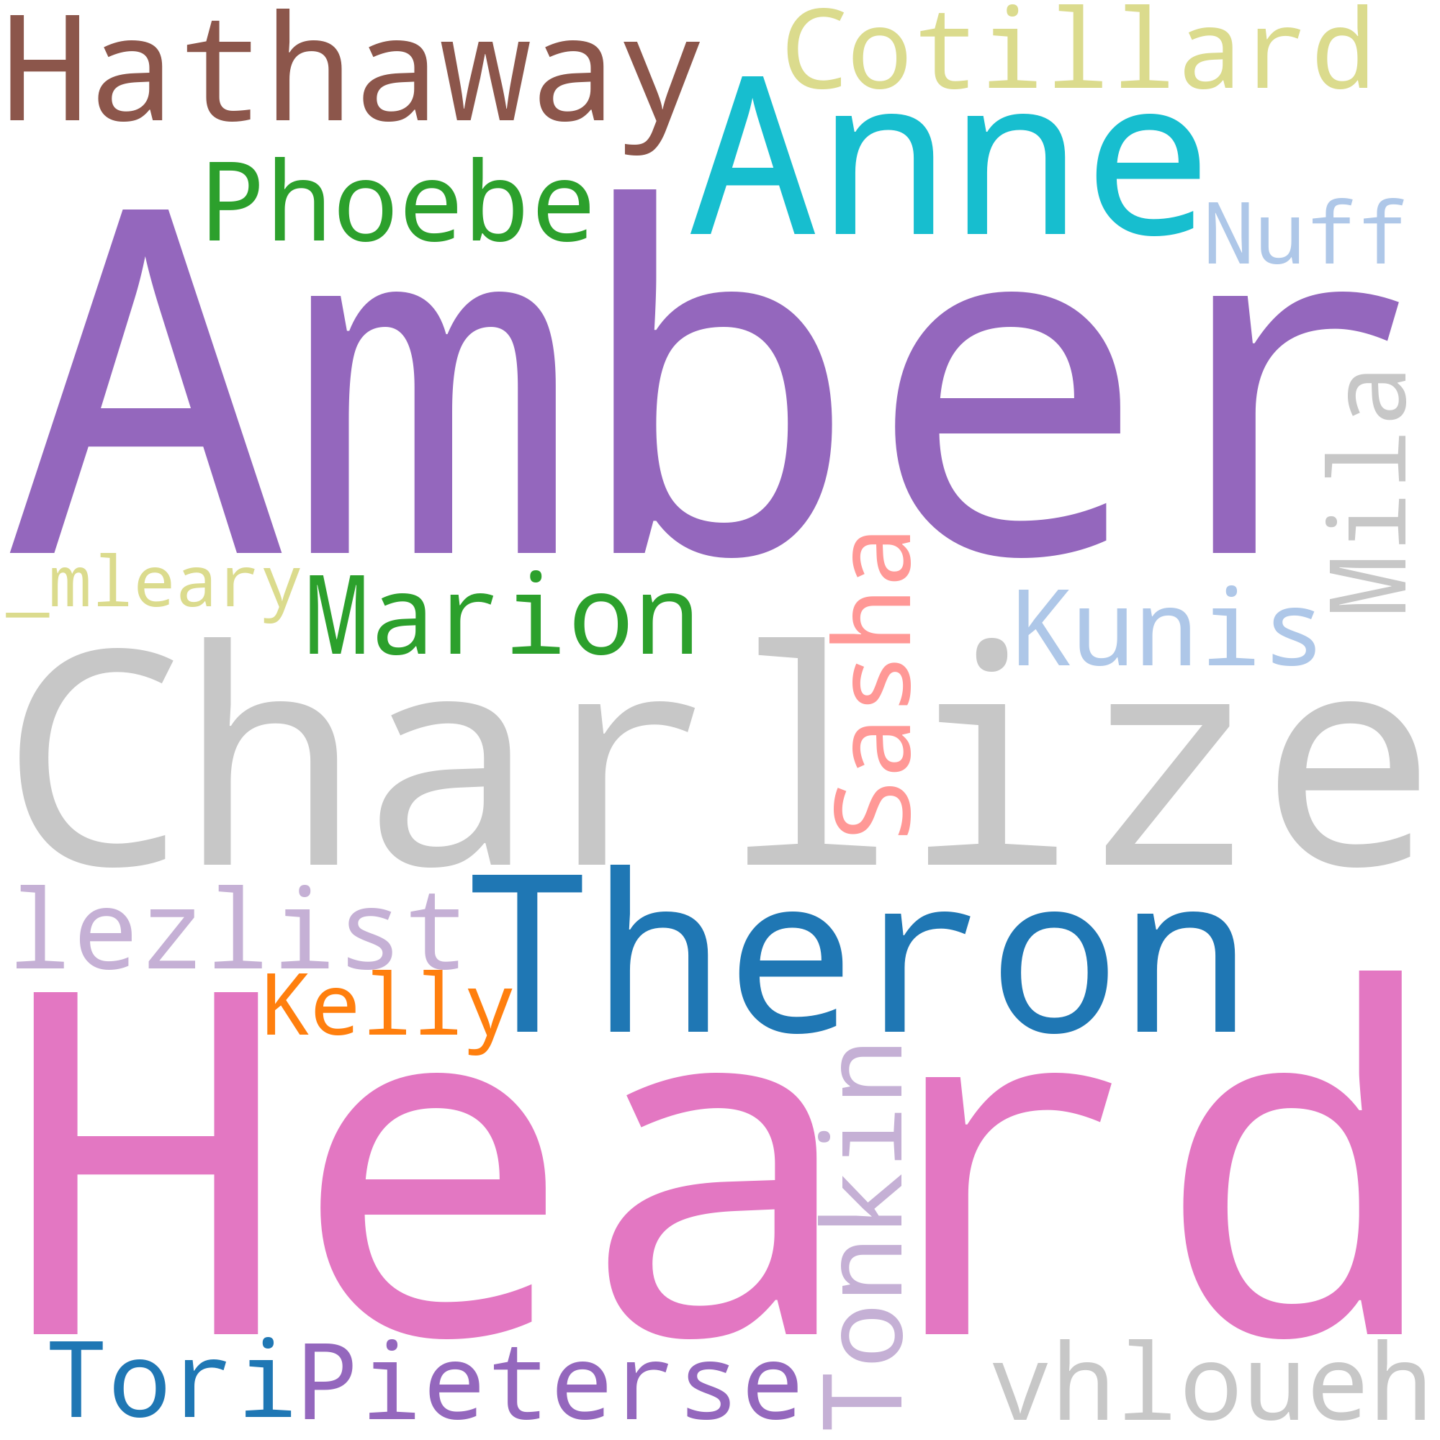 Hathaway
Cotillard
Anne
Phoebe
Nuff
Amber
Mila
_mleary
Marion
Sasha
Kunis
Charlize
lezlist
Theron
Kelly
Heard
Tonkin
Tori
Pieterse
vhloueh